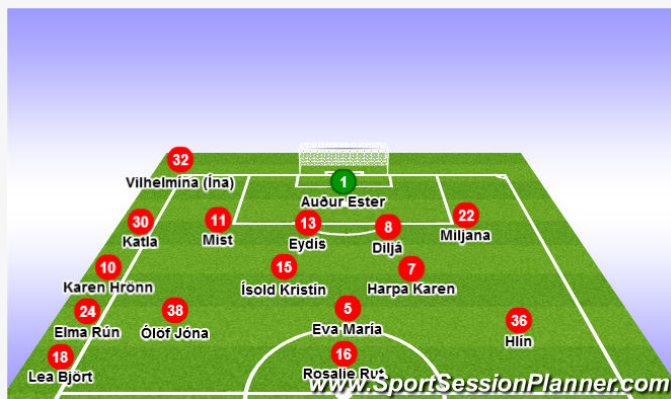 32
Vilhelmína (Ína)
1
Auður Ester
30
Katla
11
Mist
13
Eydís
8
Diljá
22
Miljana
10
Karen Hrönn
15
Ísold Kristín
7
Harpa Karen
24
Elma Rún
38
Ólöf Jóna
5
Eva María
36
Hlín
18
Lea Björt
16
Rosalie Rut
www.SportSessionPlanner.com